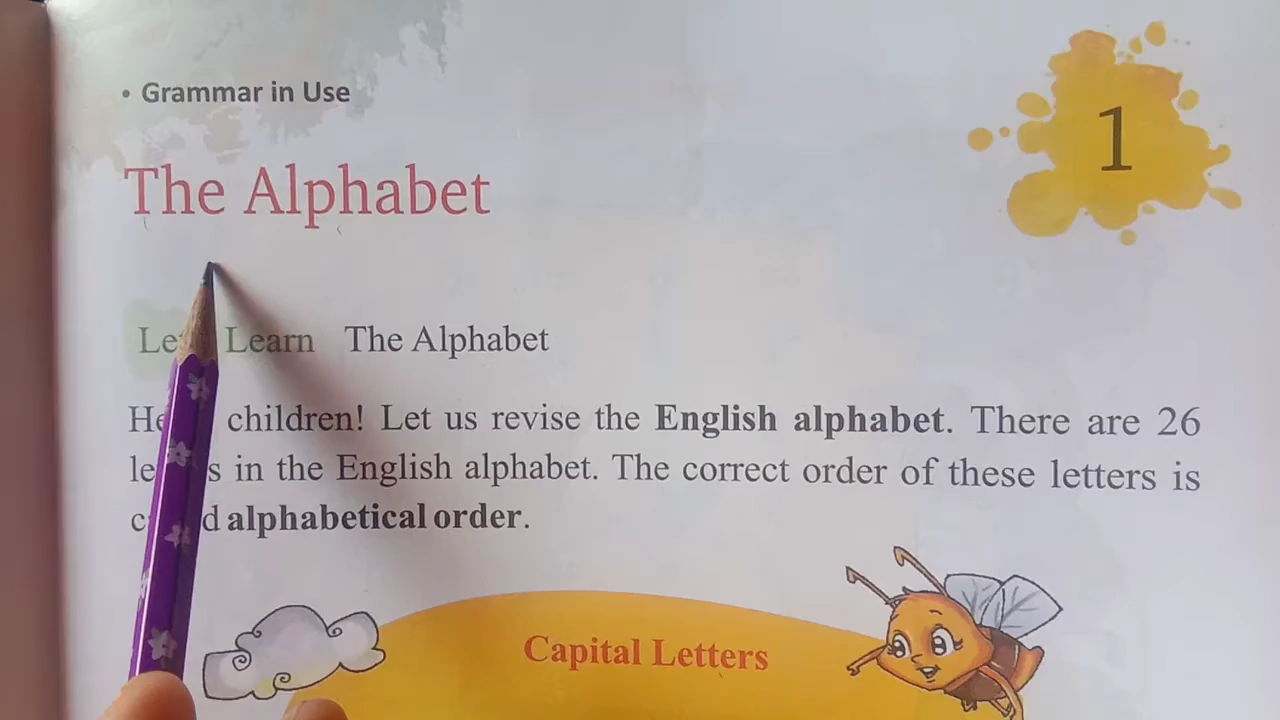 • Grammar in Use
1
The Alphabet
Learn The Alphabet
children! Let us revise the English alphabet. There are 26
in the English alphabet. The correct order of these letters is
alphabetical order.
Capital Letters